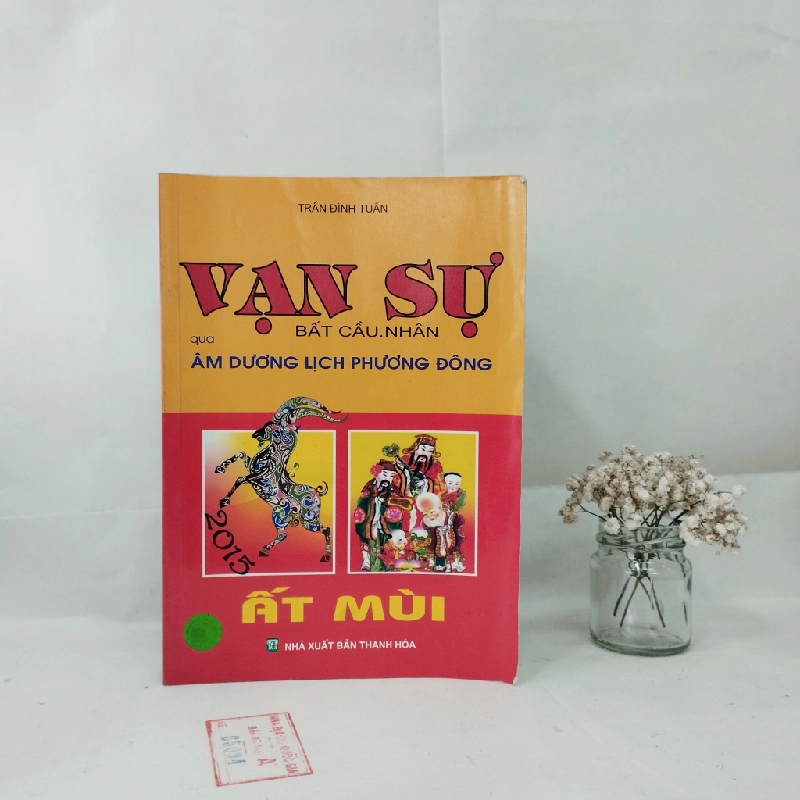 TRẦN ĐÌNH TUẤN
VẠN SỰ
BẤT CẦU.NHÂN
qua
ÂM DƯƠNG LỊCH PHƯƠNG ĐÔNG
2015
ẤT MÙI
NHÀ XUẤT BẢN THANH HÓA